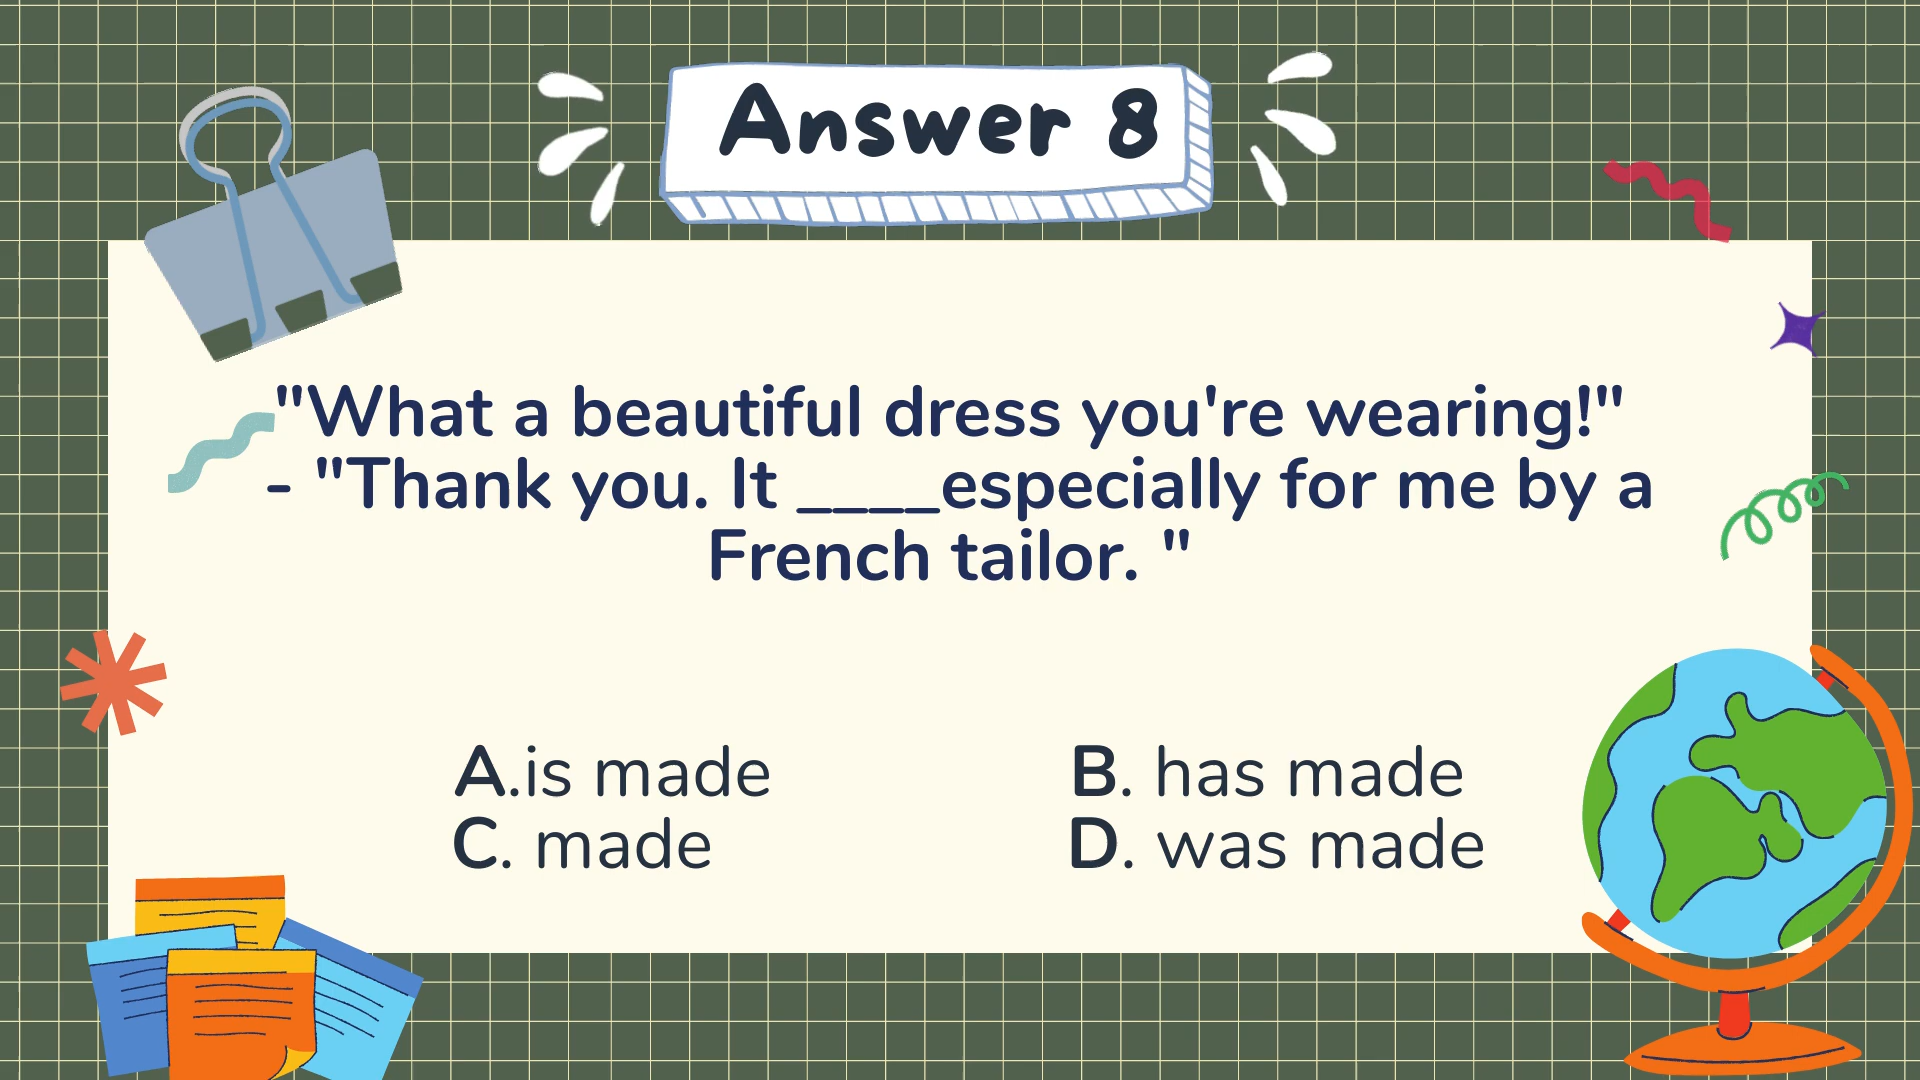 Answer 8
"What a beautiful dress you're wearing!"
- "Thank you. It ____especially for me by a
French tailor. "
A.is made B. has made
C. made D. was made